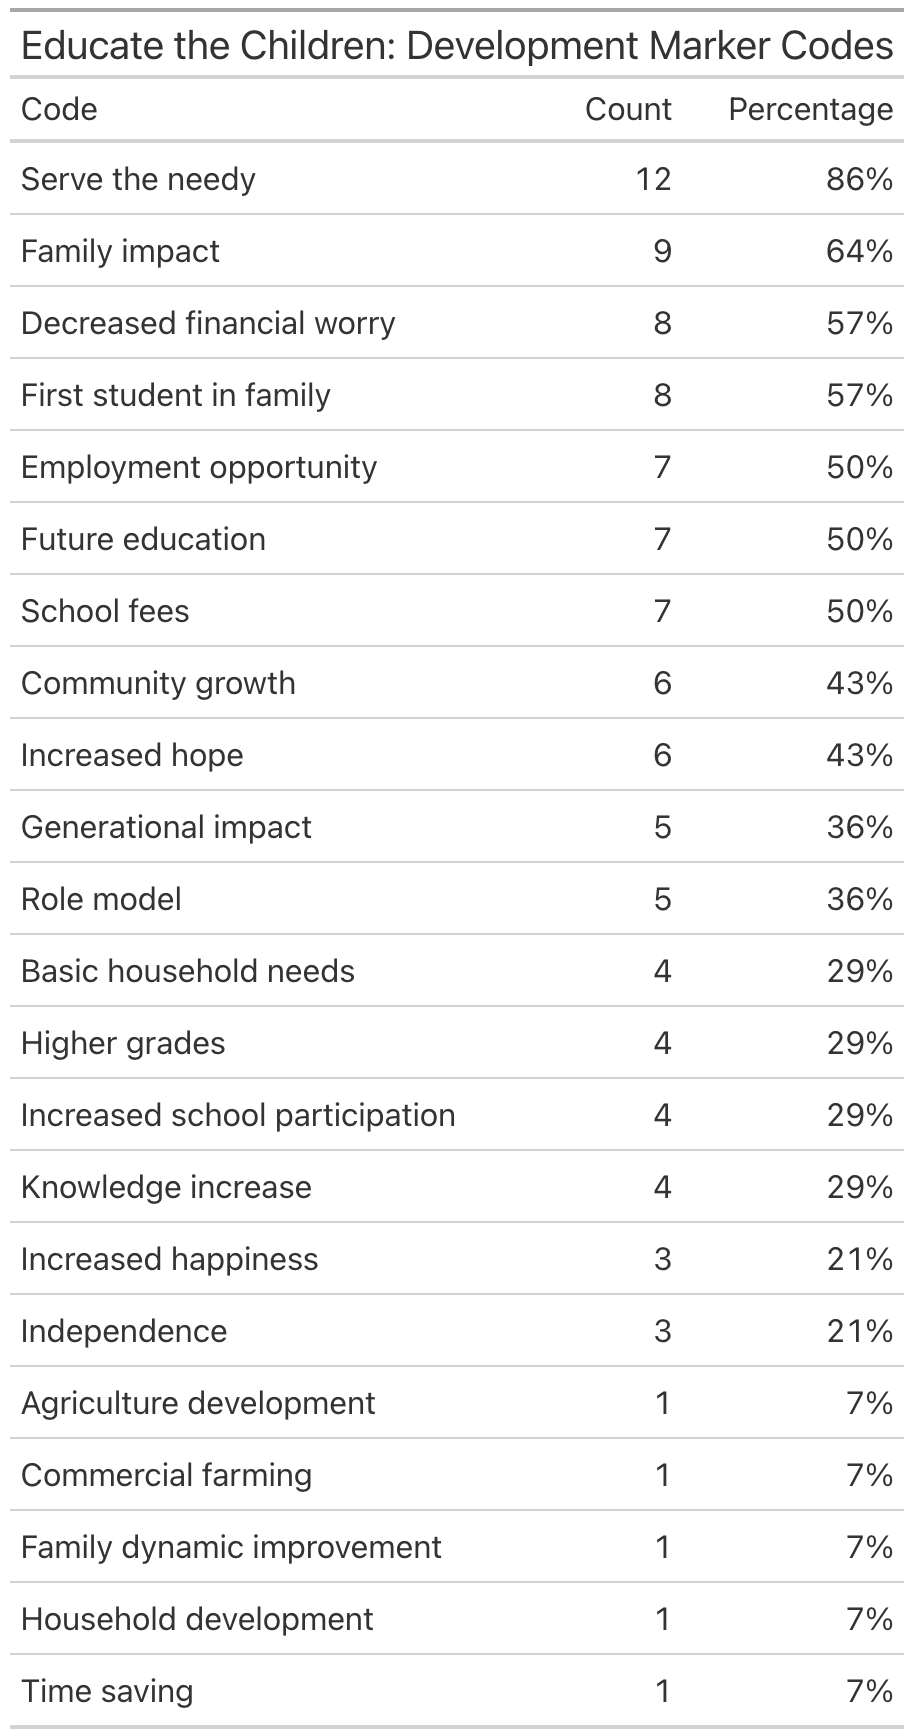 Educate the Children: Development Marker Codes
Code Count Percentage
Serve the needy 12 86%
Family impact 9 64%
Decreased financial worry 8 57%
First student in family 8 57%
Employment opportunity 7 50%
Future education 7 50%
School fees 7 50%
Community growth 6 43%
Increased hope 6 43%
Generational impact 5 36%
Role model 5 36%
Basic household needs 4 29%
Higher grades 4 29%
Increased school participation 4 29%
Knowledge increase 4 29%
Increased happiness 3 21%
Independence 3 21%
Agriculture development 1 7%
Commercial farming 1 7%
Family dynamic improvement 1 7%
Household development 1 7%
Time saving 1 7%